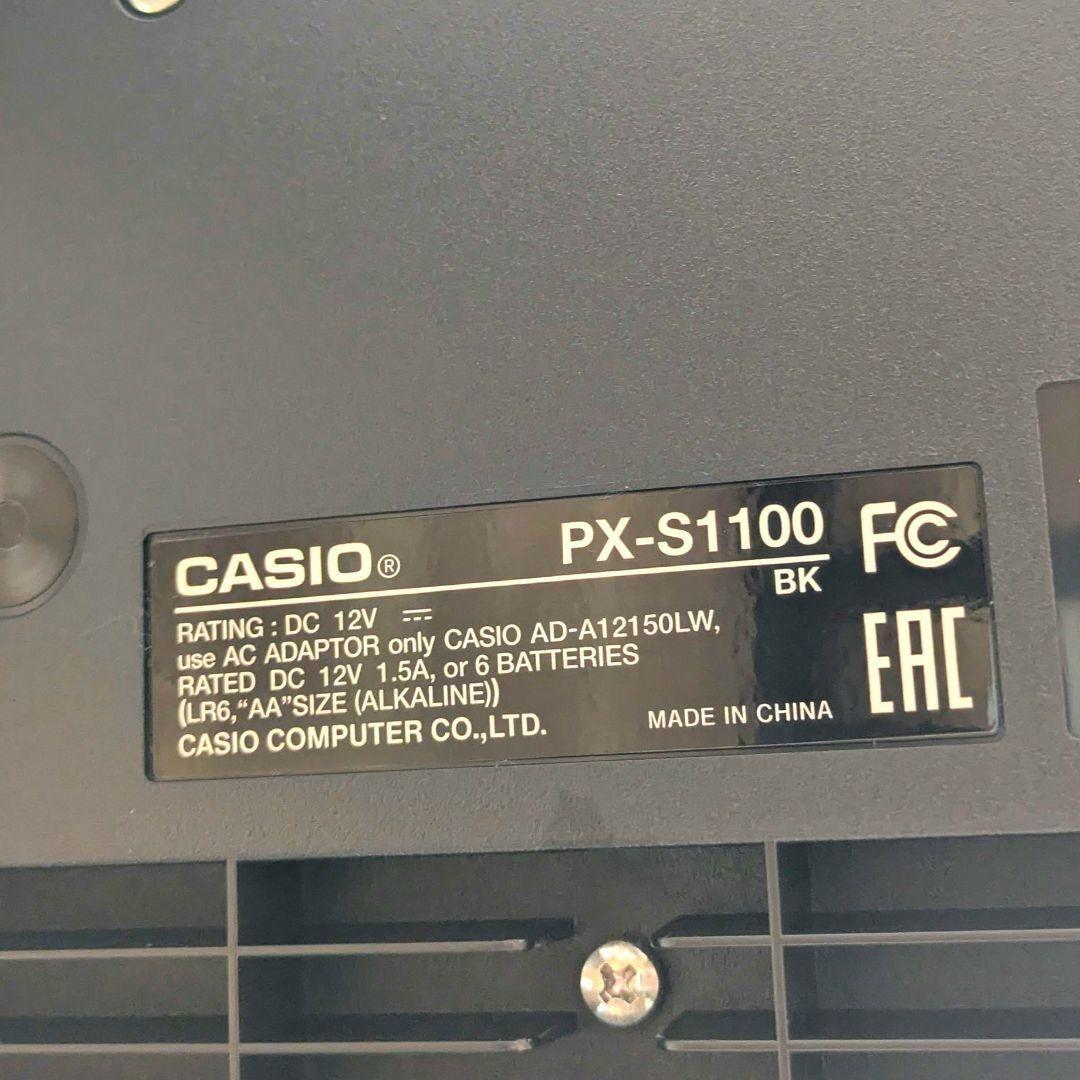 CASIO®
PX-S1100
BK
FC
RATING : DC 12V ⎓
use AC ADAPTOR only CASIO AD-A12150LW,
RATED DC 12V 1.5A, or 6 BATTERIES
(LR6,“AA”SIZE (ALKALINE))
CASIO COMPUTER CO.,LTD.
MADE IN CHINA
EAC